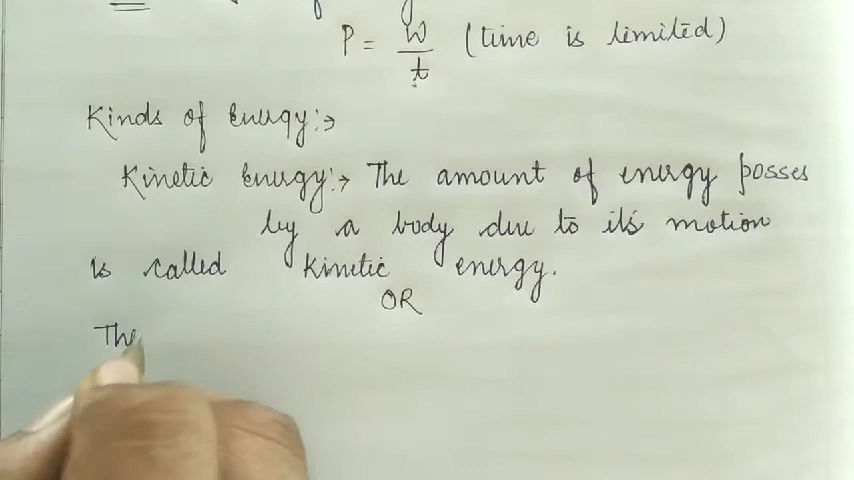 P = W/t (time is limited)
Kinds of Energy:→
Kinetic Energy:→ The amount of energy posses
by a body due to it's motion
is called kinetic energy.
OR
The